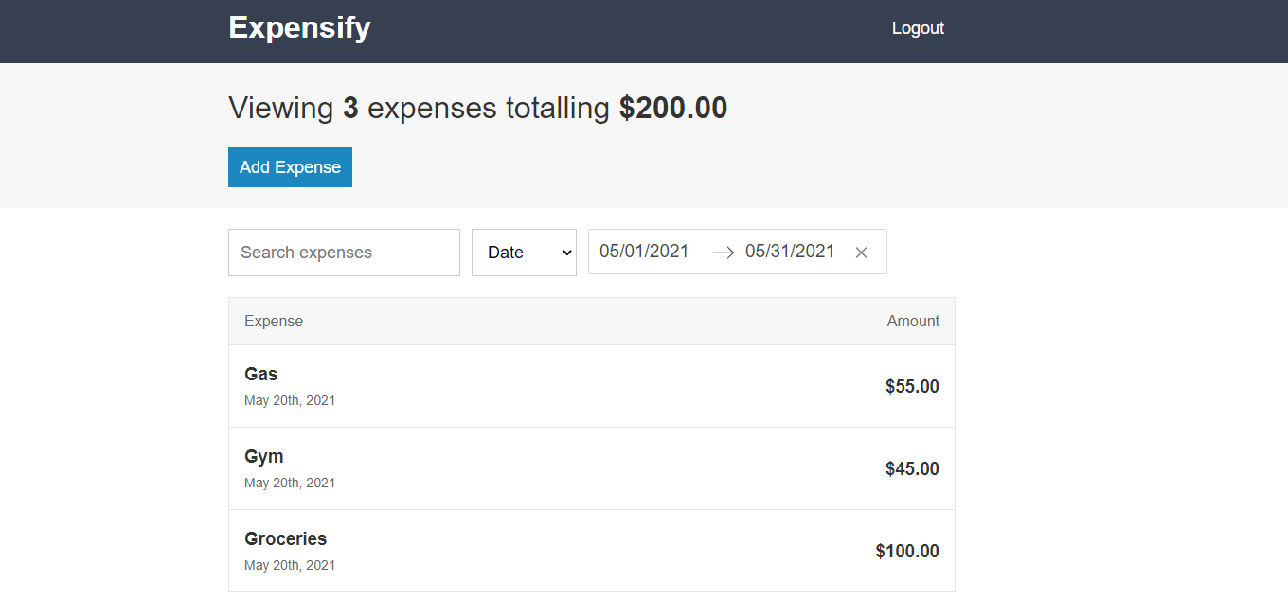 Expensify Logout
Viewing 3 expenses totalling $200.00
Add Expense
Search expenses Date 05/01/2021 05/31/2021
Expense Amount
Gas
May 20th, 2021
$55.00
Gym
May 20th, 2021
$45.00
Groceries
May 20th, 2021
$100.00